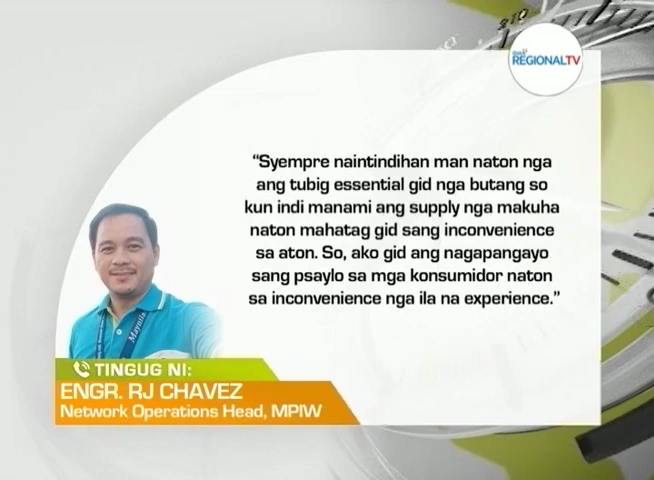 GMA REGIONALTV
“Syempre naintindihan man naton nga
ang tubig essential gid nga butang so
kun indi manami ang supply nga makuha
naton mahatag gid sang inconvenience
sa aton. So, ako gid ang nagapangayo
sang psaylo sa mga konsumidor naton
sa inconvenience nga ila na experience.”
TINGUG NI:
ENGR. RJ CHAVEZ
Network Operations Head, MPIW